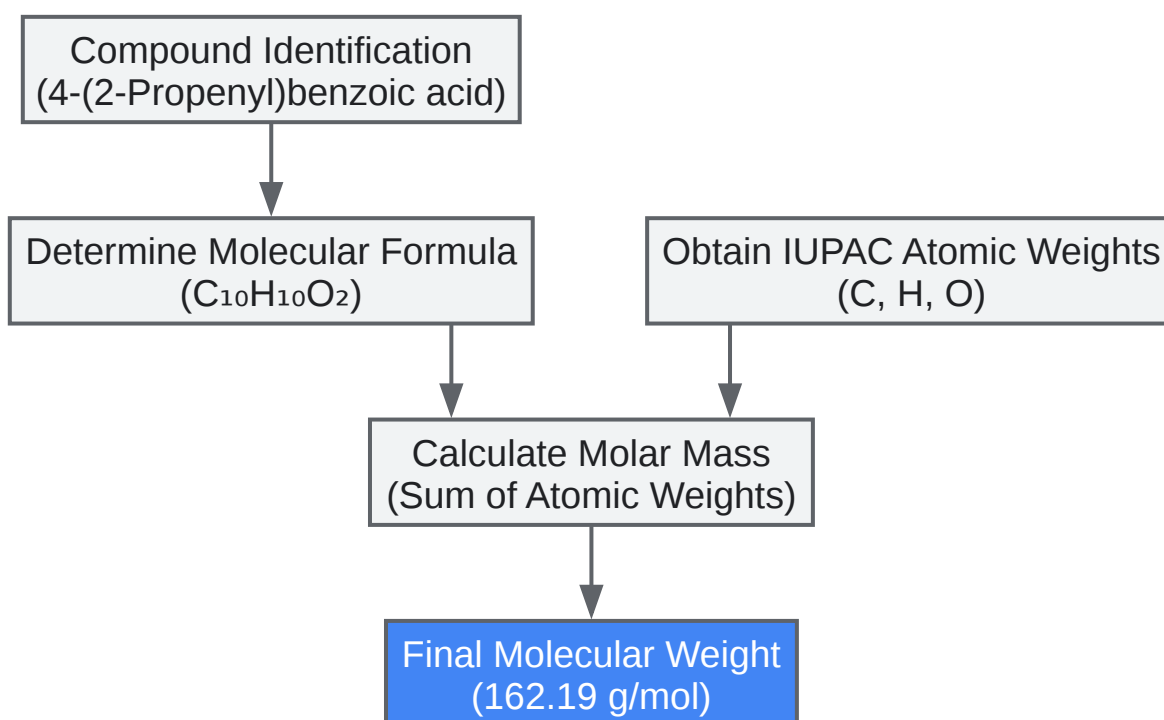 Compound Identification
(4-(2-Propenyl)benzoic acid)
Determine Molecular Formula
(C₁₀H₁₀O₂)
Obtain IUPAC Atomic Weights
(C, H, O)
Calculate Molar Mass
(Sum of Atomic Weights)
Final Molecular Weight
(162.19 g/mol)